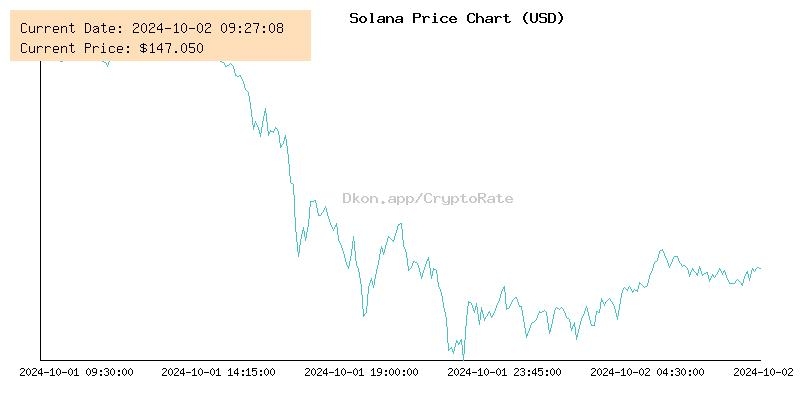 Solana Price Chart (USD)
Current Date: 2024-10-02 09:27:08
Current Price: $147.050
Dkon.app/CryptoRate
2024-10-01 09:30:00 2024-10-01 14:15:00 2024-10-01 19:00:00 2024-10-01 23:45:00 2024-10-02 04:30:00 2024-10-02